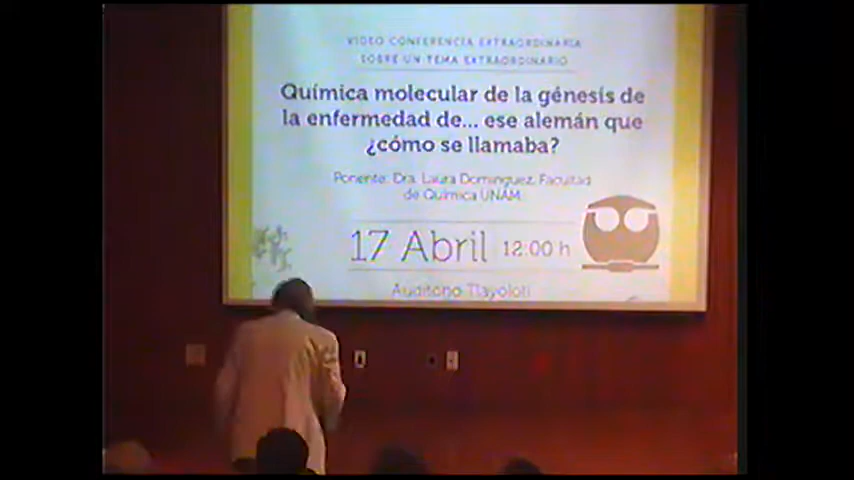 VIDEO CONFERENCIA EXTRAORDINARIA
SOBRE UN TEMA EXTRAORDINARIO
Química molecular de la génesis de
la enfermedad de... ese alemán que
¿cómo se llamaba?
Ponente: Dra. Laura Domínguez, Facultad
de Química UNAM
17 Abril 12:00 h
Auditorio Tlayolotl